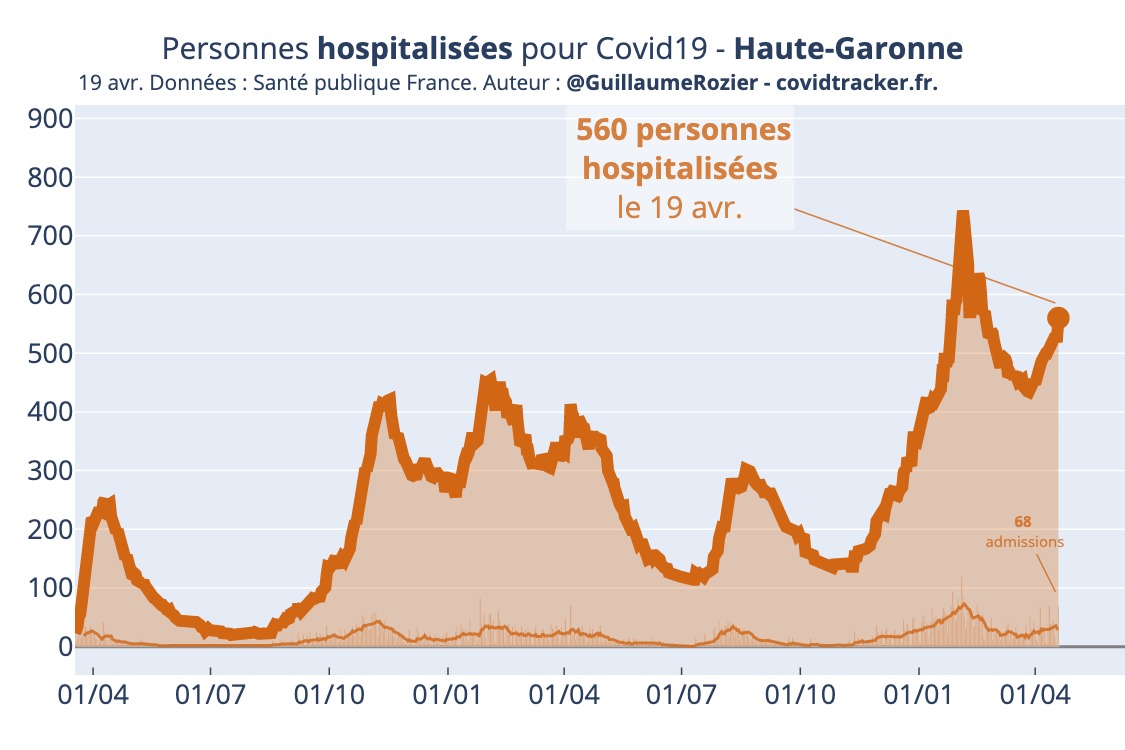 Personnes hospitalisées pour Covid19 - Haute-Garonne
19 avr. Données : Santé publique France. Auteur : @GuillaumeRozier - covidtracker.fr.
900
560 personnes
hospitalisées
le 19 avr.
800
700
600
500
400
300
200
68
admissions
100
0
01/04 01/07 01/10 01/01 01/04 01/07 01/10 01/01 01/04